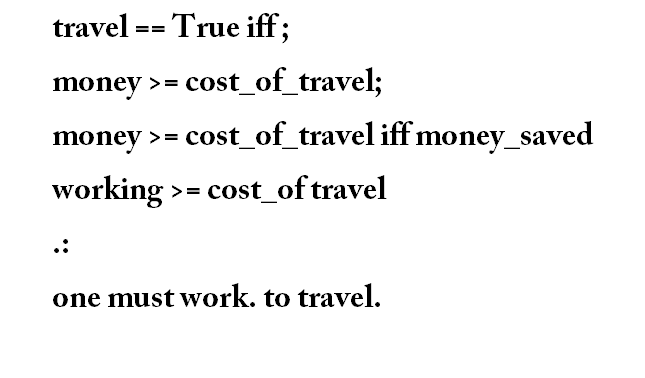 travel == True iff ;
money >= cost_of_travel;
money >= cost_of_travel iff money_saved
working >= cost_of travel
.:
one must work. to travel.